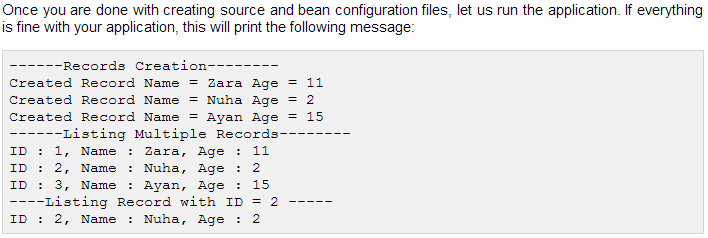 Once you are done with creating source and bean configuration files, let us run the application. If everything
is fine with your application, this will print the following message:
------Records Creation--------
Created Record Name = Zara Age = 11
Created Record Name = Nuha Age = 2
Created Record Name = Ayan Age = 15
------Listing Multiple Records--------
ID : 1, Name : Zara, Age : 11
ID : 2, Name : Nuha, Age : 2
ID : 3, Name : Ayan, Age : 15
----Listing Record with ID = 2 -----
ID : 2, Name : Nuha, Age : 2